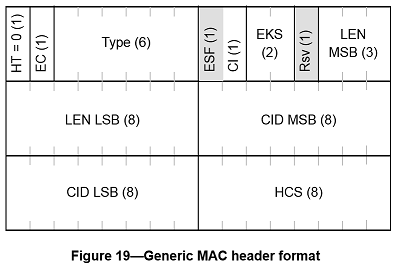 HT = 0 (1)
EC (1)
Type (6)
ESF (1)
CI (1)
EKS
(2)
Rsv (1)
LEN
MSB (3)
LEN LSB (8)
CID MSB (8)
CID LSB (8)
HCS (8)
Figure 19—Generic MAC header format